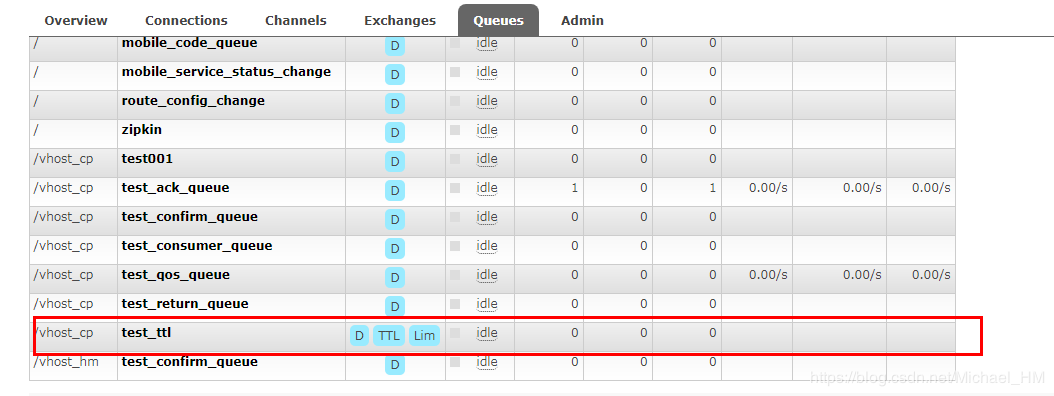 Overview Connections Channels Exchanges Queues Admin
/ mobile_code_queue D idle 0 0 0
/ mobile_service_status_change D idle 0 0 0
/ route_config_change D idle 0 0 0
/ zipkin D idle 0 0 0
/vhost_cp test001 D idle 0 0 0
/vhost_cp test_ack_queue D idle 1 0 1 0.00/s 0.00/s 0.00/s
/vhost_cp test_confirm_queue D idle 0 0 0
/vhost_cp test_consumer_queue D idle 0 0 0
/vhost_cp test_qos_queue D idle 0 0 0 0.00/s 0.00/s 0.00/s
/vhost_cp test_return_queue D idle 0 0 0
/vhost_cp test_ttl D TTL Lim idle 0 0 0
/vhost_hm test_confirm_queue D idle 0 0 0
https://blog.csdn.net/Michael_HM